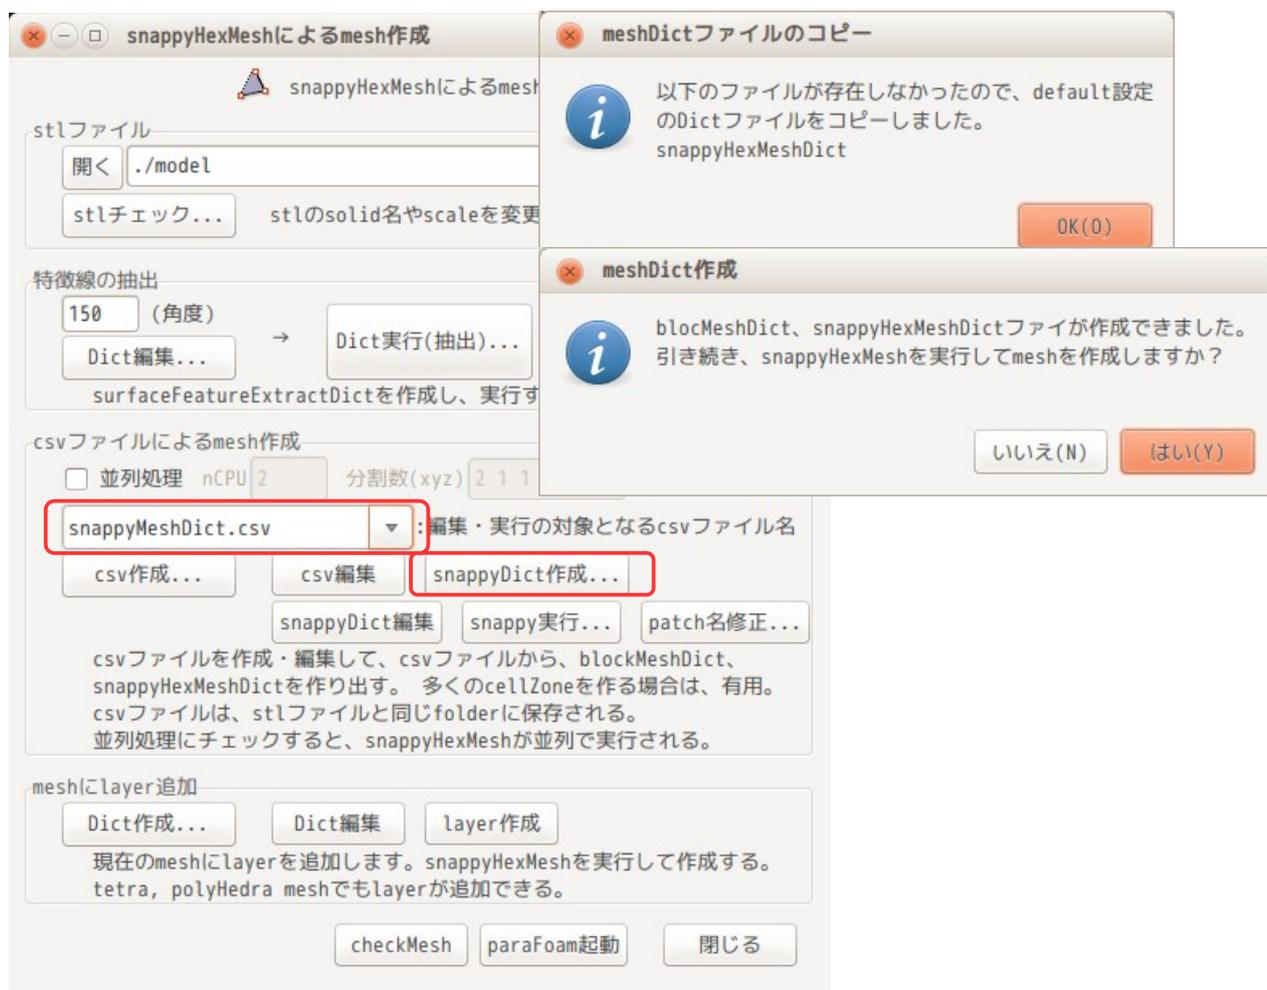 snappyHexMeshによるmesh作成
snappyHexMeshによるmesh
stlファイル
開く ./model
stlチェック... stlのsolid名やscaleを変更
特徴線の抽出
150 (角度)
→ Dict実行(抽出)...
Dict編集...
surfaceFeatureExtractDictを作成し、実行す
csvファイルによるmesh作成
並列処理 nCPU 2 分割数(xyz) 2 1 1
snappyMeshDict.csv :編集・実行の対象となるcsvファイル名
csv作成... csv編集 snappyDict作成...
snappyDict編集 snappy実行... patch名修正...
csvファイルを作成・編集して、csvファイルから、blockMeshDict、
snappyHexMeshDictを作り出す。 多くのcellZoneを作る場合は、有用。
csvファイルは、stlファイルと同じfolderに保存される。
並列処理にチェックすると、snappyHexMeshが並列で実行される。
meshにlayer追加
Dict作成... Dict編集 layer作成
現在のmeshにlayerを追加します。snappyHexMeshを実行して作成する。
tetra, polyHedra meshでもlayerが追加できる。
checkMesh paraFoam起動 閉じる
meshDictファイルのコピー
以下のファイルが存在しなかったので、default設定
のDictファイルをコピーしました。
snappyHexMeshDict
OK(O)
meshDict作成
blocMeshDict、snappyHexMeshDictファイが作成できました。
引き続き、snappyHexMeshを実行してmeshを作成しますか？
いいえ(N) はい(Y)